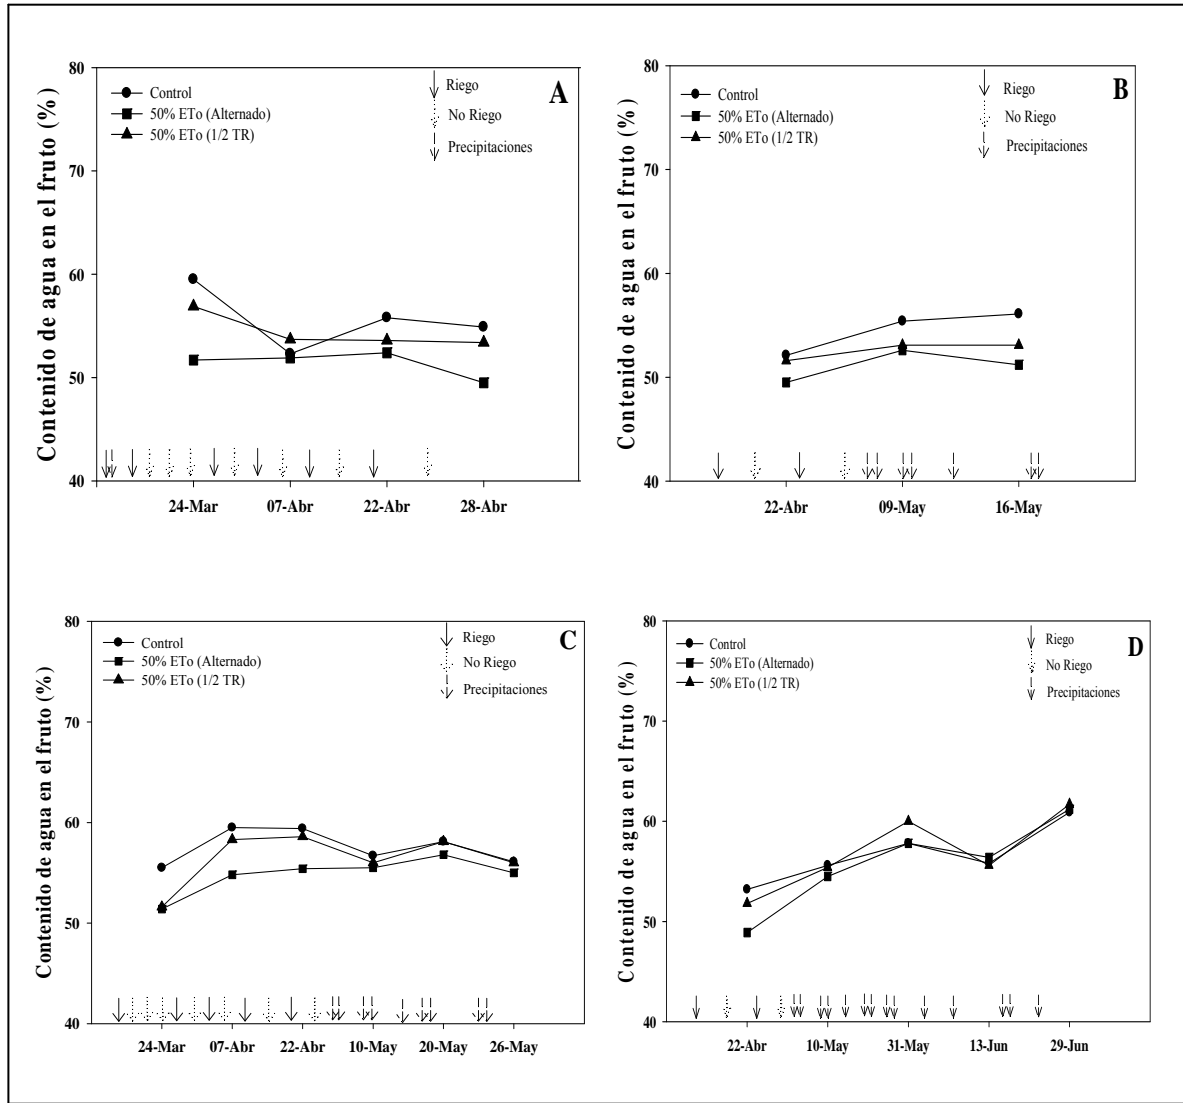 A
Contenido de agua en el fruto (%)
80
70
60
50
40
Control
50% ETo (Alternado)
50% ETo (1/2 TR)
Riego
No Riego
Precipitaciones
24-Mar 07-Abr 22-Abr 28-Abr
B
Contenido de agua en el fruto (%)
80
70
60
50
40
Control
50% ETo (Alternado)
50% ETo (1/2 TR)
Riego
No Riego
Precipitaciones
22-Abr 09-May 16-May
C
Contenido de agua en el fruto (%)
80
70
60
50
40
Control
50% ETo (Alternado)
50% ETo (1/2 TR)
Riego
No Riego
Precipitaciones
24-Mar 07-Abr 22-Abr 10-May 20-May 26-May
D
Contenido de agua en el fruto (%)
80
70
60
50
40
Control
50% ETo (Alternado)
50% ETo (1/2 TR)
Riego
No Riego
Precipitaciones
22-Abr 10-May 31-May 13-Jun 29-Jun